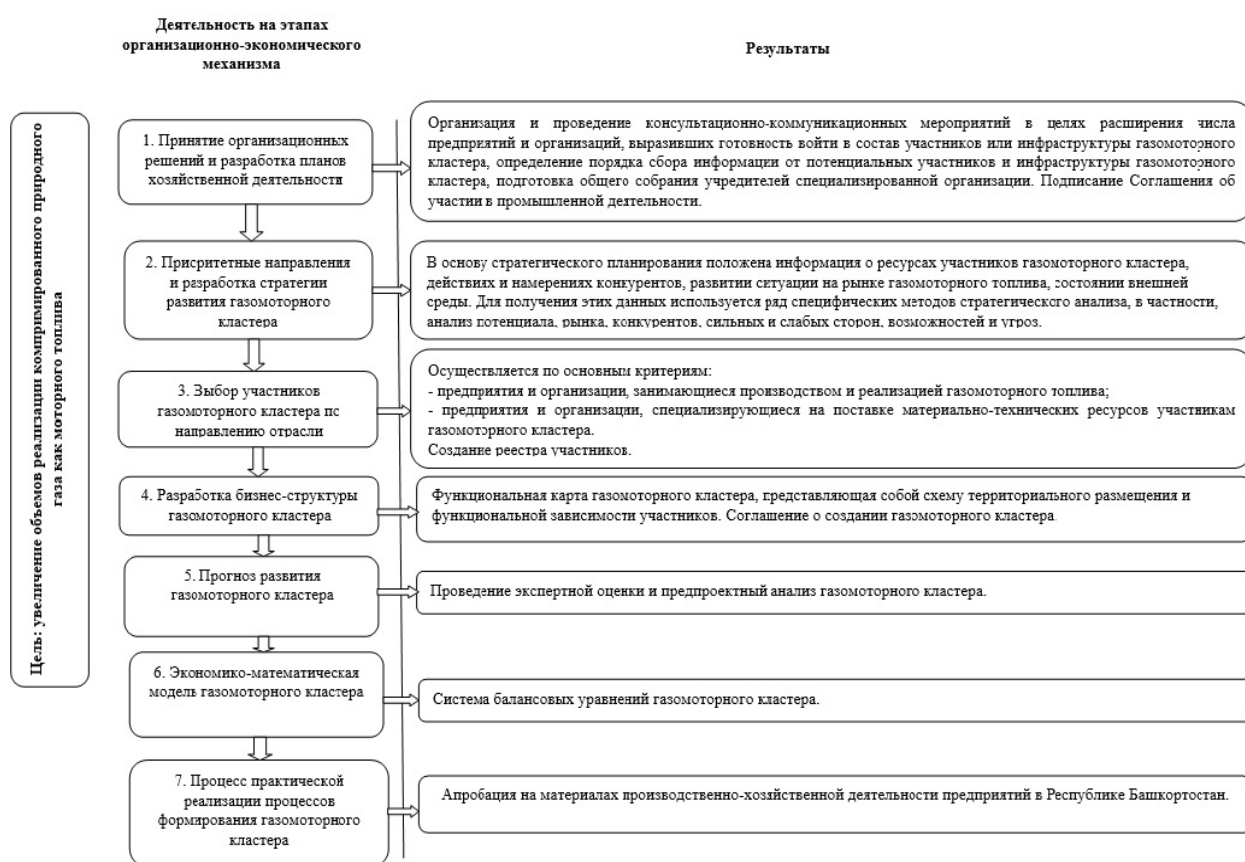 Деятельность на этапах
организационно-экономического
механизма
Результаты
Цель: увеличение объемов реализации компримированного природного
газа как моторного топлива
1. Принятие организационных
решений и разработка планов
хозяйственной деятельности
Организация и проведение консультационно-коммуникационных мероприятий в целях расширения числа
предприятий и организаций, выразивших готовность войти в состав участников или инфраструктуры газомоторного
кластера, определение порядка сбора информации от потенциальных участников и инфраструктуры газомоторного
кластера, подготовка общего собрания учредителей специализированной организации. Подписание Соглашения об
участии в промышленной деятельности.
2. Присритетные направления
и разработка стратегии
развития газомоторного
кластера
В основу стратегического планирования положена информация о ресурсах участников газомоторного кластера,
действиях и намерениях конкурентов, развитии ситуации на рынке газомоторного топлива, состоянии внешней
среды. Для получения этих данных используется ряд специфических методов стратегического анализа, в частности,
анализ потенциала, рынка, конкурентов, сильных и слабых сторон, возможностей и угроз.
3. Выбор участников
газомоторного кластера пс
направлению отрасли
Осуществляется по основным критериям:
- предприятия и организации, занимающиеся производством и реализацией газомоторного топлива;
- предприятия и организации, специализирующиеся на поставке материально-технических ресурсов участникам
газомоторного кластера.
Создание реестра участников.
4. Разработка бизнес-структуры
газомоторного кластера
Функциональная карта газомоторного кластера, представляющая собой схему территориального размещения и
функциональной зависимости участников. Соглашение о создании газомоторного кластера.
5. Прогноз развития
газомоторного кластера
Проведение экспертной оценки и предпроектный анализ газомоторного кластера.
6. Экономико-математическая
модель газомоторного кластера
Система балансовых уравнений газомоторного кластера.
7. Процесс практической
реализации процессов
формирования газомоторного
кластера
Апробация на материалах производственно-хозяйственной деятельности предприятий в Республике Башкортостан.